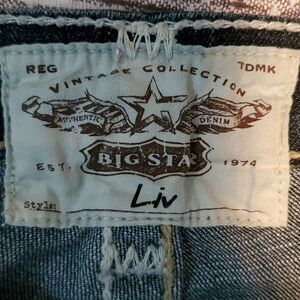 REG TDMK
VINTAGE COLLECTION
AUTHENTIC DENIM
EST. BIG STAR 1974
Style: Liv